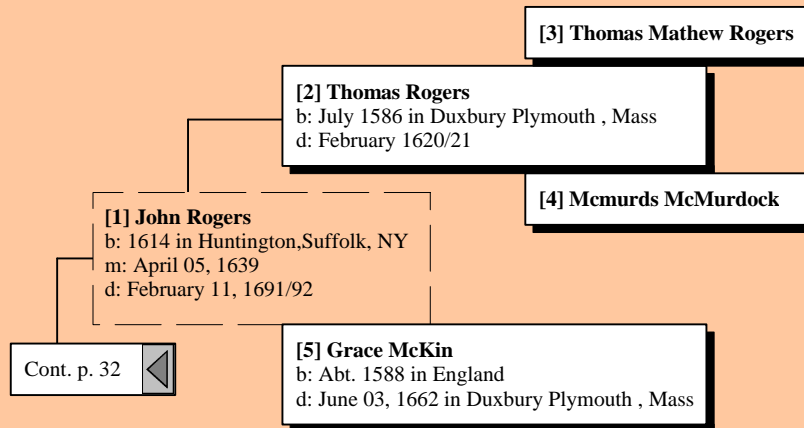 [3] Thomas Mathew Rogers
[2] Thomas Rogers
b: July 1586 in Duxbury Plymouth , Mass
d: February 1620/21
[4] Mcmurds McMurdock
[1] John Rogers
b: 1614 in Huntington,Suffolk, NY
m: April 05, 1639
d: February 11, 1691/92
[5] Grace McKin
b: Abt. 1588 in England
d: June 03, 1662 in Duxbury Plymouth , Mass
Cont. p. 32